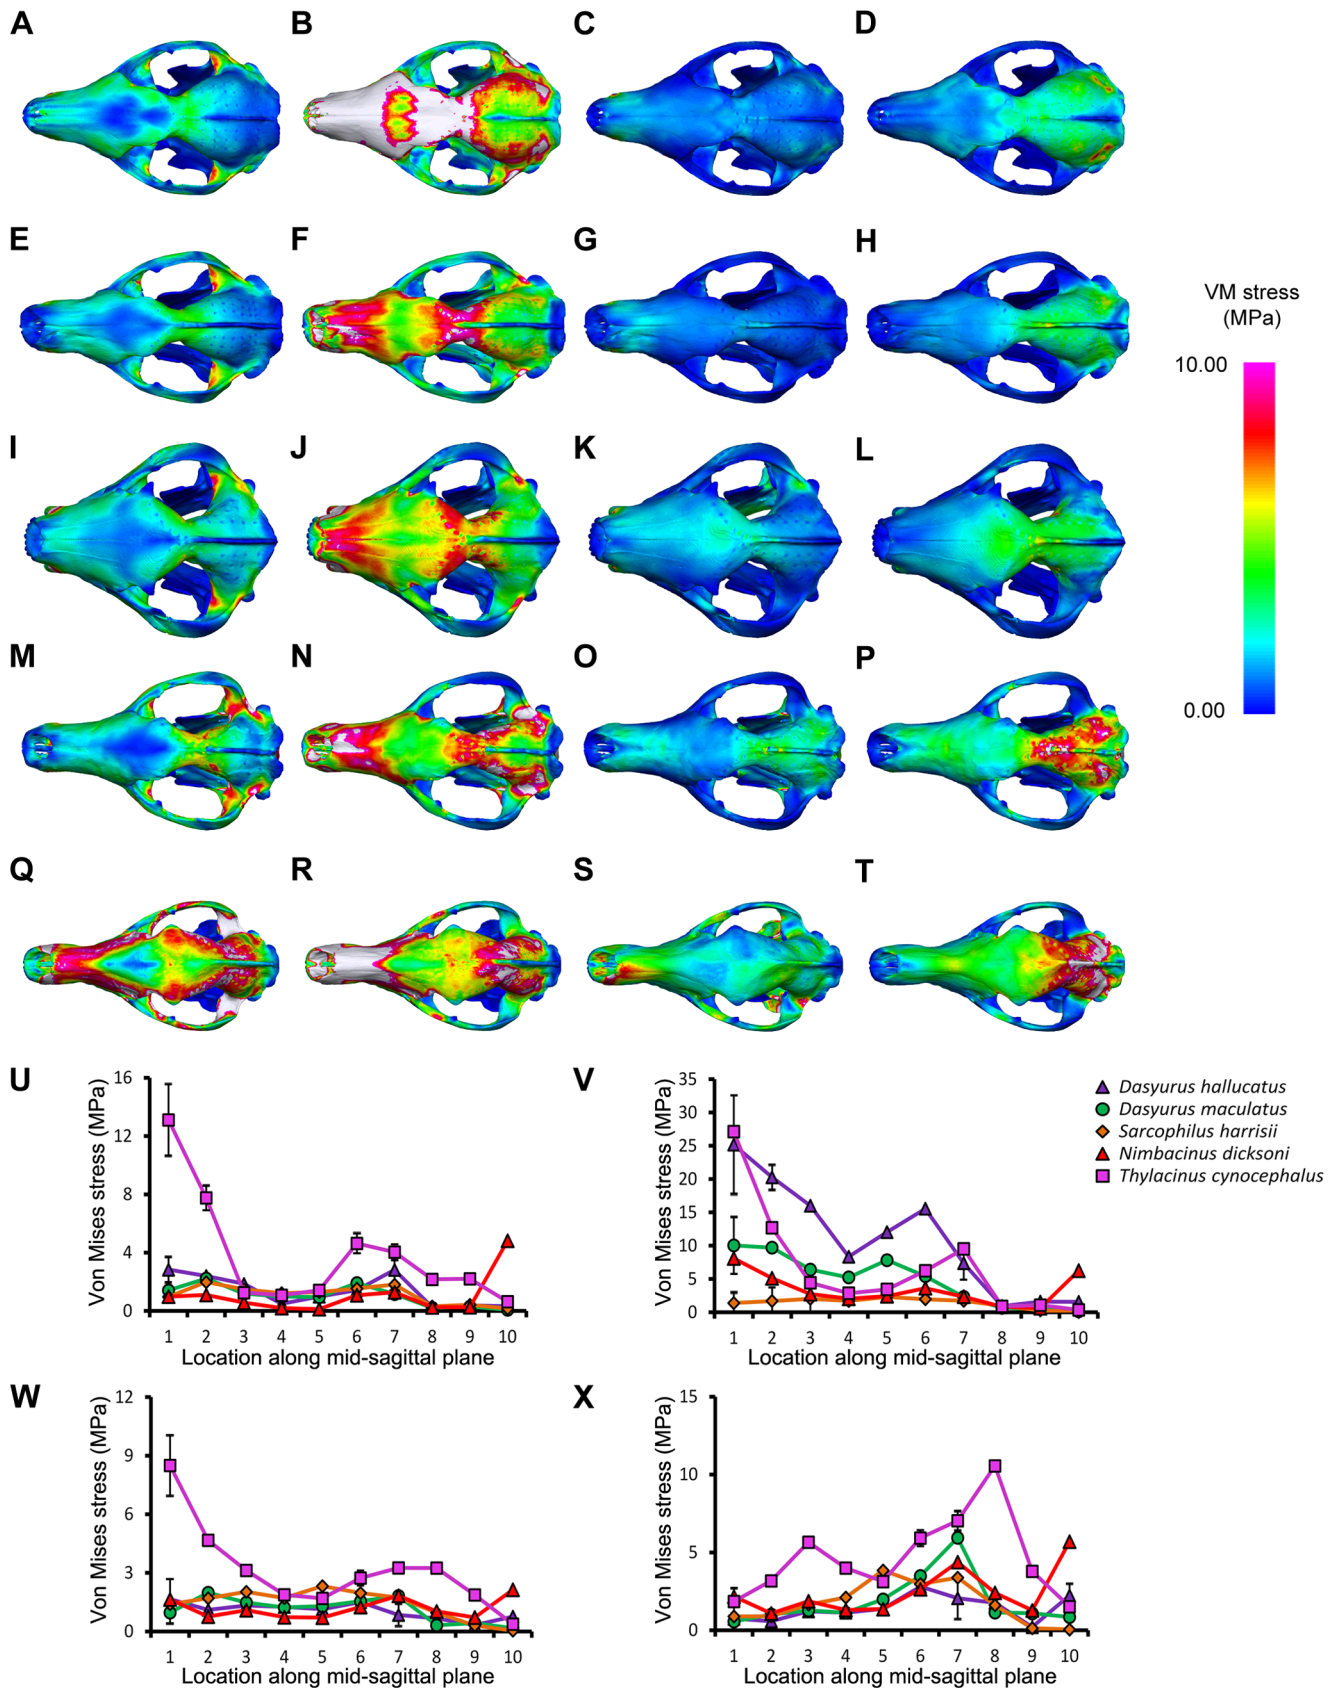 A
B
C
D
E
F
G
H
VM stress
(MPa)
10.00
0.00
I
J
K
L
M
N
O
P
Q
R
S
T
U
Von Mises stress (MPa)
16
12
8
4
0
1 2 3 4 5 6 7 8 9 10
Location along mid-sagittal plane
V
Von Mises stress (MPa)
35
30
25
20
15
10
5
0
1 2 3 4 5 6 7 8 9 10
Location along mid-sagittal plane
Dasyurus hallucatus
Dasyurus maculatus
Sarcophilus harrisii
Nimbacinus dicksoni
Thylacinus cynocephalus
W
Von Mises stress (MPa)
12
9
6
3
0
1 2 3 4 5 6 7 8 9 10
Location along mid-sagittal plane
X
Von Mises stress (MPa)
15
10
5
0
1 2 3 4 5 6 7 8 9 10
Location along mid-sagittal plane